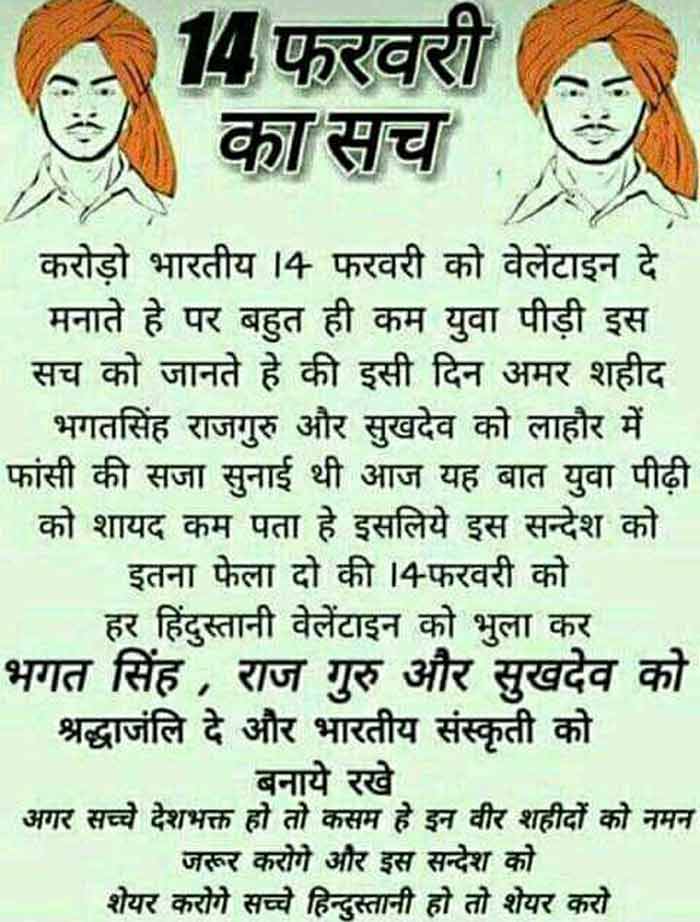 14 फरवरी
का सच
करोड़ो भारतीय 14 फरवरी को वेलेंटाइन दे
मनाते हे पर बहुत ही कम युवा पीड़ी इस
सच को जानते हे की इसी दिन अमर शहीद
भगतसिंह राजगुरु और सुखदेव को लाहौर में
फांसी की सजा सुनाई थी आज यह बात युवा पीढ़ी
को शायद कम पता हे इसलिये इस सन्देश को
इतना फेला दो की 14फरवरी को
हर हिंदुस्तानी वेलेंटाइन को भुला कर
भगत सिंह , राज गुरु और सुखदेव को
श्रद्धाजंलि दे और भारतीय संस्कृती को
बनाये रखे
अगर सच्चे देशभक्त हो तो कसम हे इन वीर शहीदों को नमन
जरूर करोगे और इस सन्देश को
शेयर करोगे सच्चे हिन्दुस्तानी हो तो शेयर करो